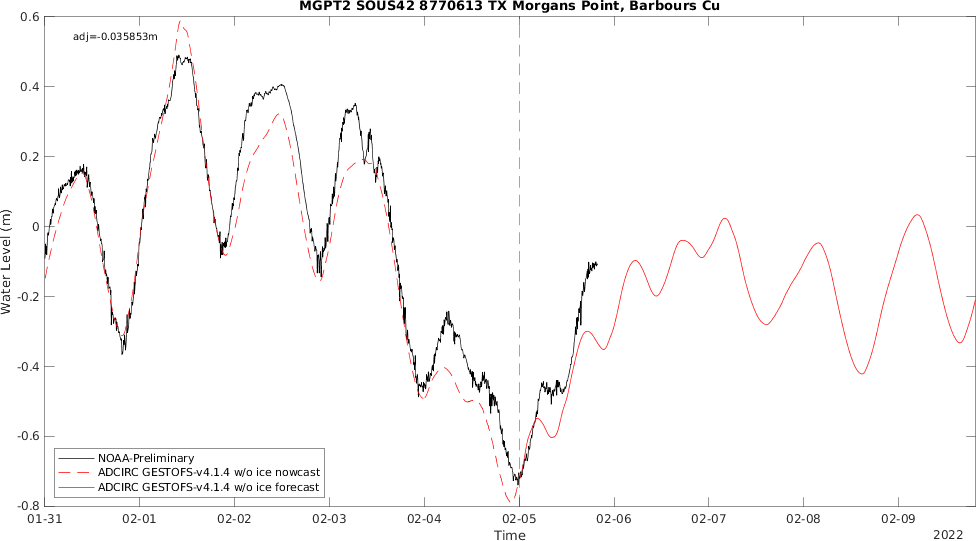 MGPT2 SOUS42 8770613 TX Morgans Point, Barbours Cu
adj=-0.035853m
0.6
0.4
0.2
0
-0.2
-0.4
-0.6
-0.8
Water Level (m)
NOAA-Preliminary
ADCIRC GESTOFS-v4.1.4 w/o ice nowcast
ADCIRC GESTOFS-v4.1.4 w/o ice forecast
01-31 02-01 02-02 02-03 02-04 02-05 02-06 02-07 02-08 02-09
Time
2022